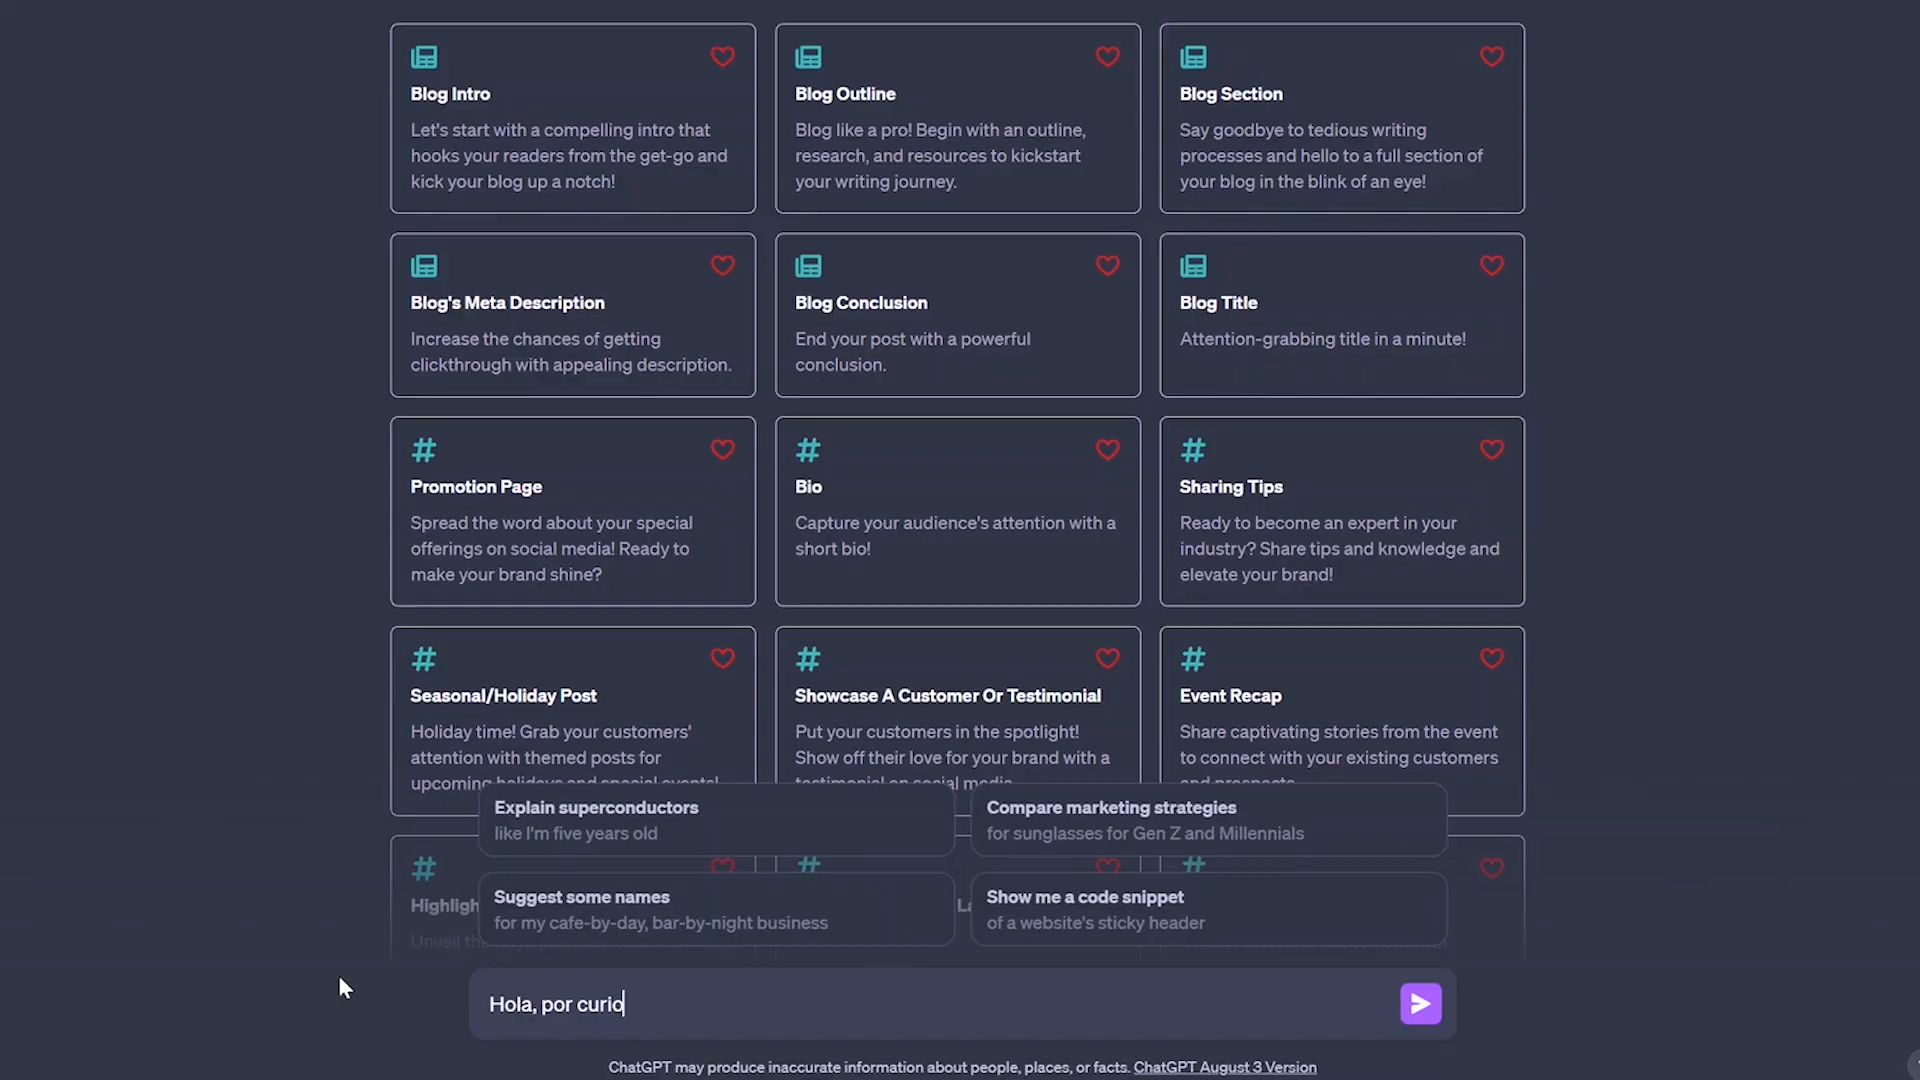 Blog Intro
Let's start with a compelling intro that
hooks your readers from the get-go and
kick your blog up a notch!
Blog Outline
Blog like a pro! Begin with an outline,
research, and resources to kickstart
your writing journey.
Blog Section
Say goodbye to tedious writing
processes and hello to a full section of
your blog in the blink of an eye!
Blog's Meta Description
Increase the chances of getting
clickthrough with appealing description.
Blog Conclusion
End your post with a powerful
conclusion.
Blog Title
Attention-grabbing title in a minute!
Promotion Page
Spread the word about your special
offerings on social media! Ready to
make your brand shine?
Bio
Capture your audience's attention with a
short bio!
Sharing Tips
Ready to become an expert in your
industry? Share tips and knowledge and
elevate your brand!
Seasonal/Holiday Post
Holiday time! Grab your customers'
attention with themed posts for
upcoming holidays and special events!
Showcase A Customer Or Testimonial
Put your customers in the spotlight!
Show off their love for your brand with a
testimonial on social media.
Event Recap
Share captivating stories from the event
to connect with your existing customers
and prospects.
Explain superconductors
like I'm five years old
Compare marketing strategies
for sunglasses for Gen Z and Millennials
Suggest some names
for my cafe-by-day, bar-by-night business
Show me a code snippet
of a website's sticky header
Hola, por curio
ChatGPT may produce inaccurate information about people, places, or facts. ChatGPT August 3 Version